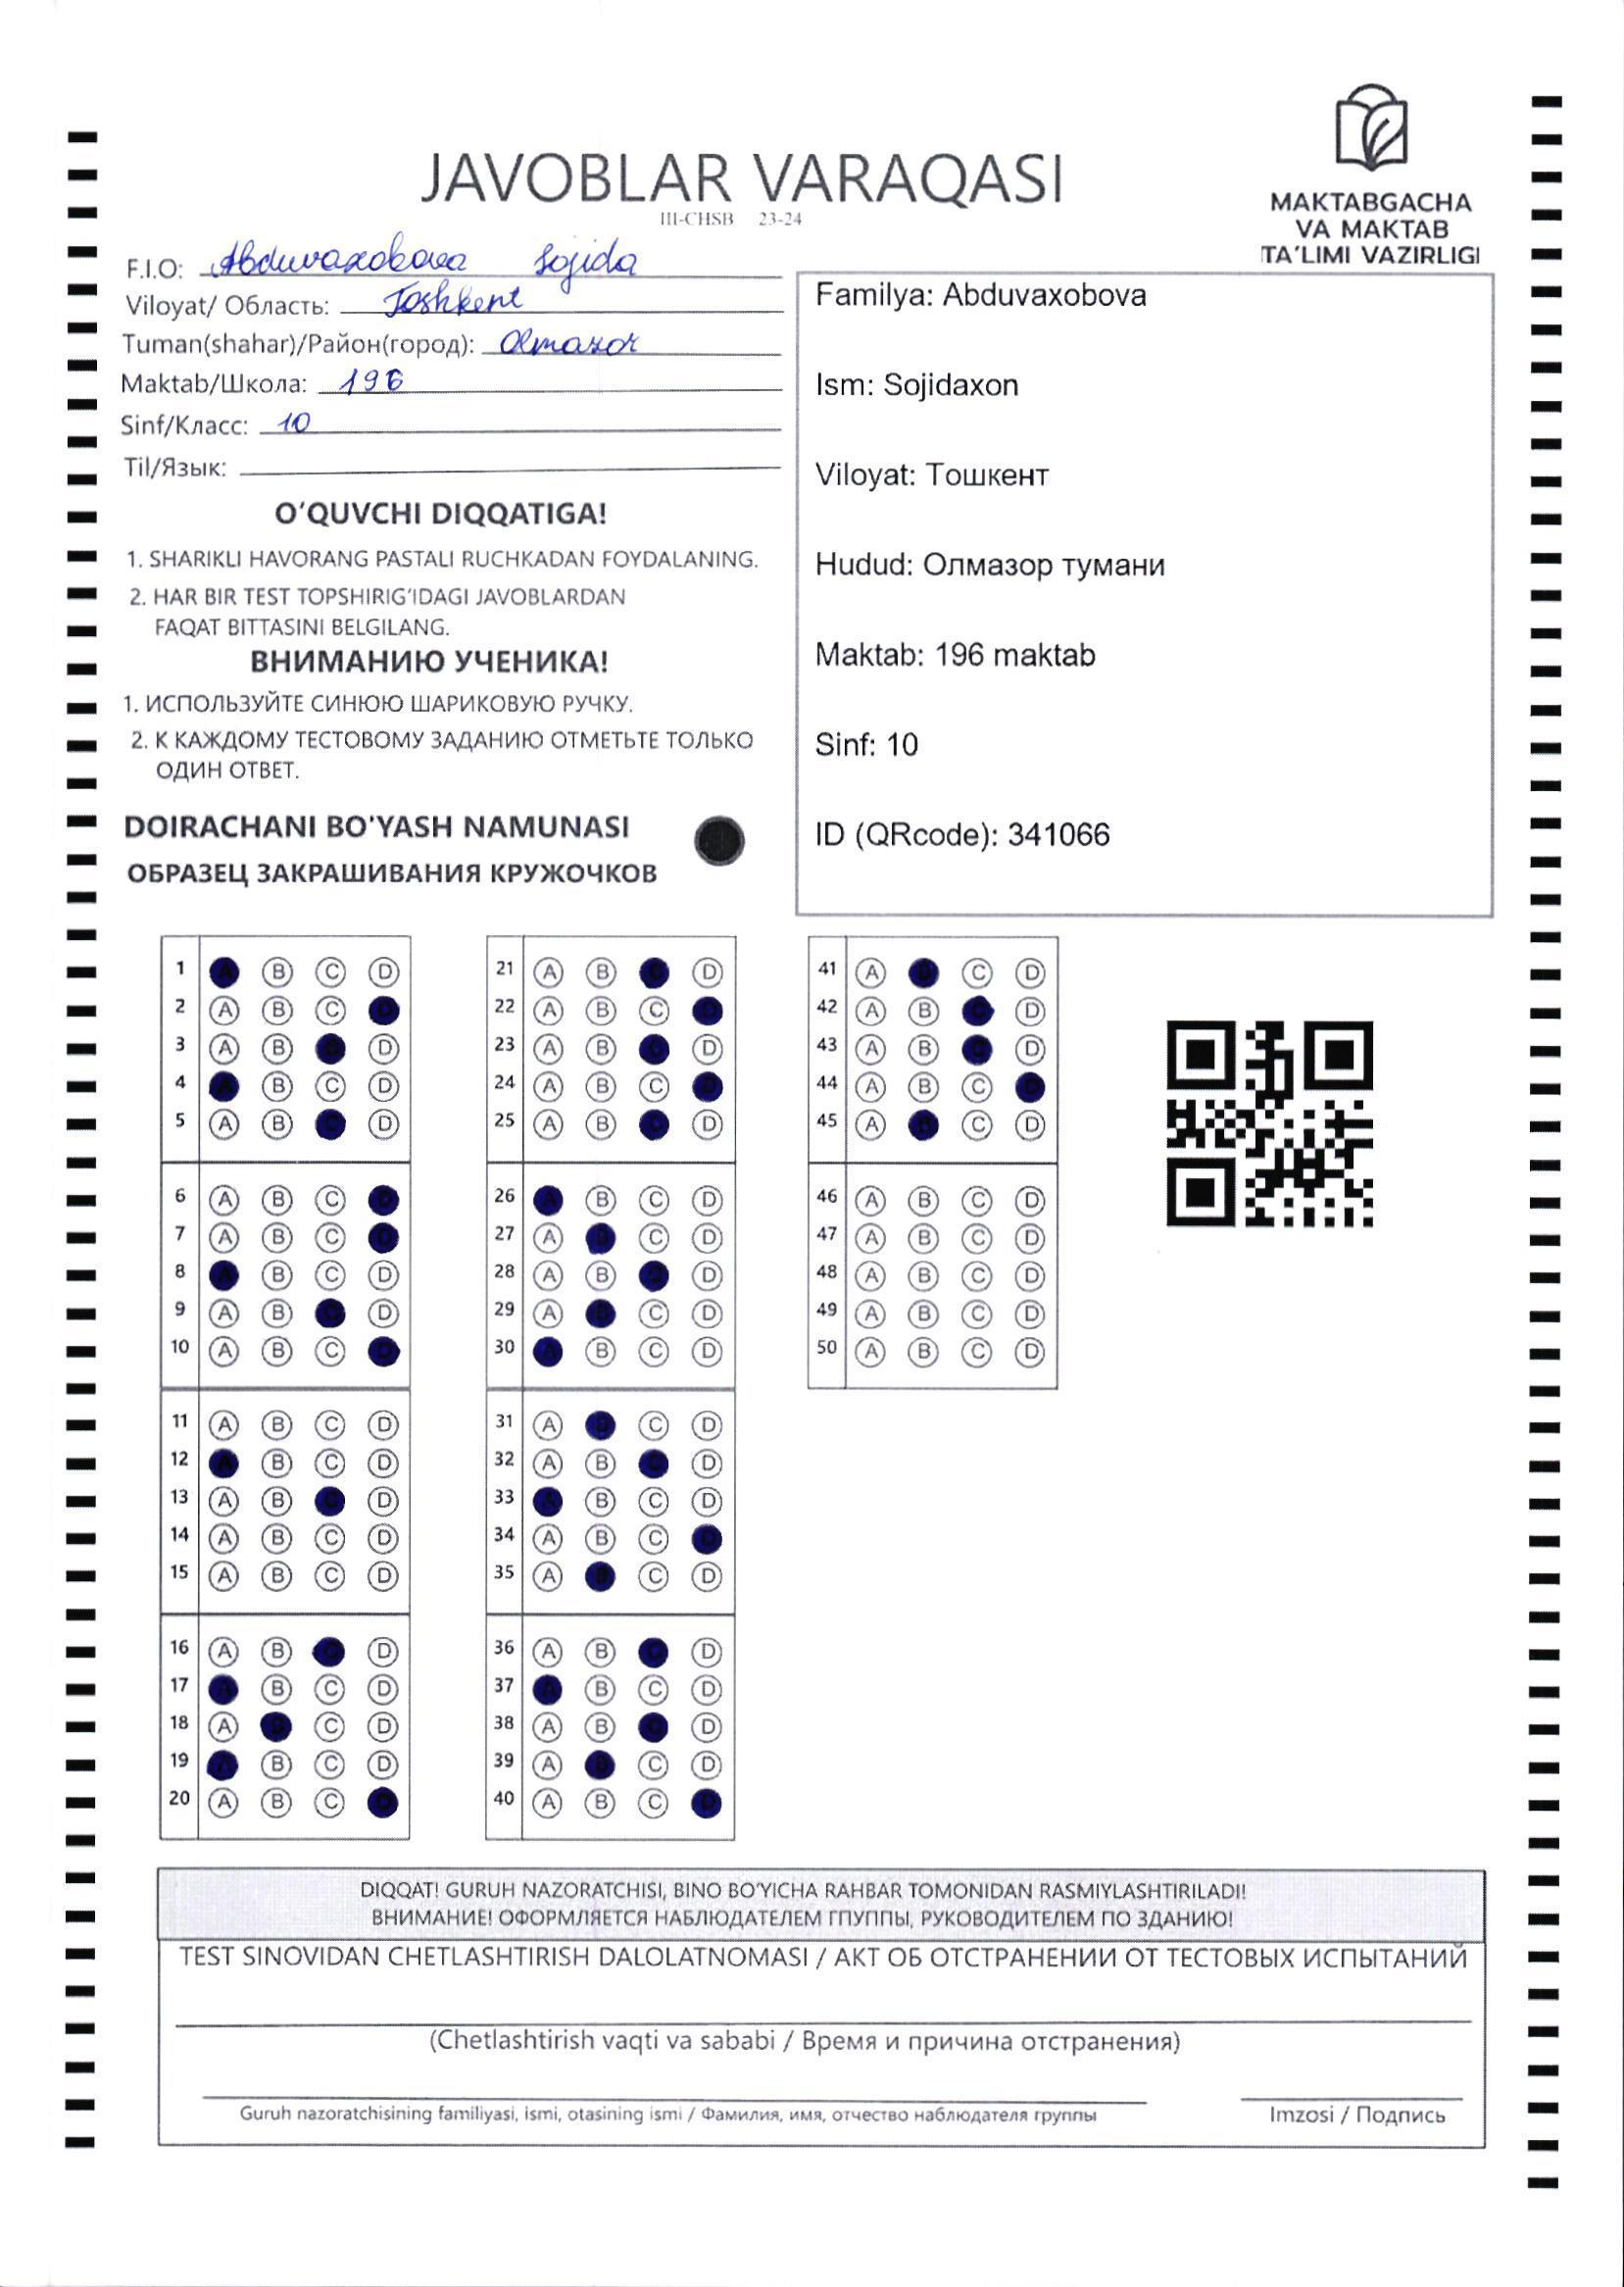 JAVOBLAR VARAQASI
III-CHSB 23-24
MAKTABGACHA
VA MAKTAB
TA'LIMI VAZIRLIGI
F.I.O: Abduvaxobova Sojida
Viloyat/ Область: Toshkent
Tuman(shahar)/Район(город): Olmazor
Maktab/Школа: 196
Sinf/Класс: 10
Til/Язык:
O'QUVCHI DIQQATIGA!
1. SHARIKLI HAVORANG PASTALI RUCHKADAN FOYDALANING.
2. HAR BIR TEST TOPSHIRIG'IDAGI JAVOBLARDAN
FAQAT BITTASINI BELGILANG.
ВНИМАНИЮ УЧЕНИКА!
1. ИСПОЛЬЗУЙТЕ СИНЮЮ ШАРИКОВУЮ РУЧКУ.
2. К КАЖДОМУ ТЕСТОВОМУ ЗАДАНИЮ ОТМЕТЬТЕ ТОЛЬКО
ОДИН ОТВЕТ.
DOIRACHANI BO'YASH NAMUNASI
ОБРАЗЕЦ ЗАКРАШИВАНИЯ КРУЖОЧКОВ
Familya: Abduvaxobova
Ism: Sojidaxon
Viloyat: Тошкент
Hudud: Олмазор тумани
Maktab: 196 maktab
Sinf: 10
ID (QRcode): 341066
1 A B C D
2 A B C D
3 A B C D
4 A B C D
5 A B C D
6 A B C D
7 A B C D
8 A B C D
9 A B C D
10 A B C D
11 A B C D
12 A B C D
13 A B C D
14 A B C D
15 A B C D
16 A B C D
17 A B C D
18 A B C D
19 A B C D
20 A B C D
21 A B C D
22 A B C D
23 A B C D
24 A B C D
25 A B C D
26 A B C D
27 A B C D
28 A B C D
29 A B C D
30 A B C D
31 A B C D
32 A B C D
33 A B C D
34 A B C D
35 A B C D
36 A B C D
37 A B C D
38 A B C D
39 A B C D
40 A B C D
41 A B C D
42 A B C D
43 A B C D
44 A B C D
45 A B C D
46 A B C D
47 A B C D
48 A B C D
49 A B C D
50 A B C D
DIQQAT! GURUH NAZORATCHISI, BINO BO'YICHA RAHBAR TOMONIDAN RASMIYLASHTIRILADI!
ВНИМАНИЕ! ОФОРМЛЯЕТСЯ НАБЛЮДАТЕЛЕМ ГПУППЫ, РУКОВОДИТЕЛЕМ ПО ЗДАНИЮ!
TEST SINOVIDAN CHETLASHTIRISH DALOLATNOMASI / АКТ ОБ ОТСТРАНЕНИИ ОТ ТЕСТОВЫХ ИСПЫТАНИЙ
(Chetlashtirish vaqti va sababi / Время и причина отстранения)
Guruh nazoratchisining familiyasi, ismi, otasining ismi / Фамилия, имя, отчество наблюдателя группы
Imzosi / Подпись